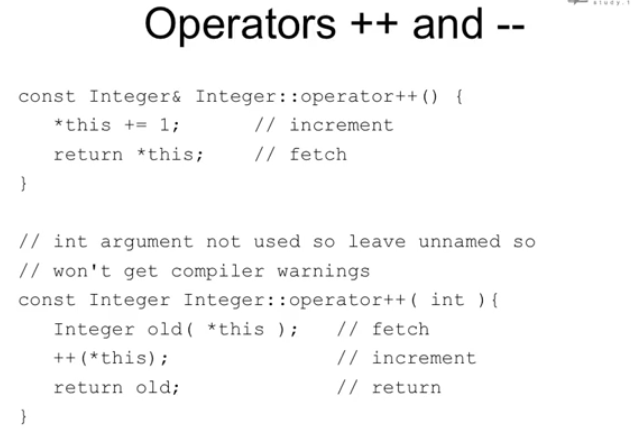 Operators ++ and --
const Integer& Integer::operator++() {
*this += 1; // increment
return *this; // fetch
}
// int argument not used so leave unnamed so
// won't get compiler warnings
const Integer Integer::operator++( int ){
Integer old( *this ); // fetch
++(*this); // increment
return old; // return
}